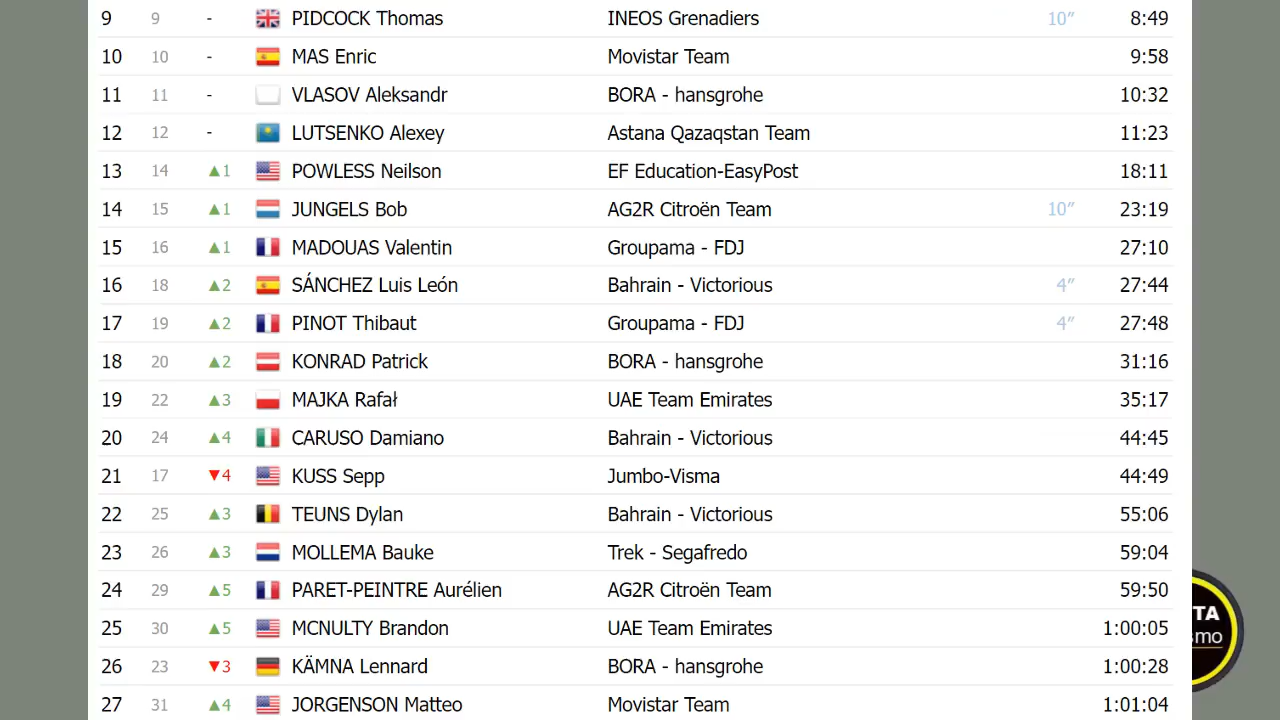 9 9 - PIDCOCK Thomas INEOS Grenadiers 10″ 8:49
10 10 - MAS Enric Movistar Team 9:58
11 11 - VLASOV Aleksandr BORA - hansgrohe 10:32
12 12 - LUTSENKO Alexey Astana Qazaqstan Team 11:23
13 14 ▲1 POWLESS Neilson EF Education-EasyPost 18:11
14 15 ▲1 JUNGELS Bob AG2R Citroën Team 10″ 23:19
15 16 ▲1 MADOUAS Valentin Groupama - FDJ 27:10
16 18 ▲2 SÁNCHEZ Luis León Bahrain - Victorious 4″ 27:44
17 19 ▲2 PINOT Thibaut Groupama - FDJ 4″ 27:48
18 20 ▲2 KONRAD Patrick BORA - hansgrohe 31:16
19 22 ▲3 MAJKA Rafał UAE Team Emirates 35:17
20 24 ▲4 CARUSO Damiano Bahrain - Victorious 44:45
21 17 ▼4 KUSS Sepp Jumbo-Visma 44:49
22 25 ▲3 TEUNS Dylan Bahrain - Victorious 55:06
23 26 ▲3 MOLLEMA Bauke Trek - Segafredo 59:04
24 29 ▲5 PARET-PEINTRE Aurélien AG2R Citroën Team 59:50
25 30 ▲5 MCNULTY Brandon UAE Team Emirates 1:00:05
26 23 ▼3 KÄMNA Lennard BORA - hansgrohe 1:00:28
27 31 ▲4 JORGENSON Matteo Movistar Team 1:01:04